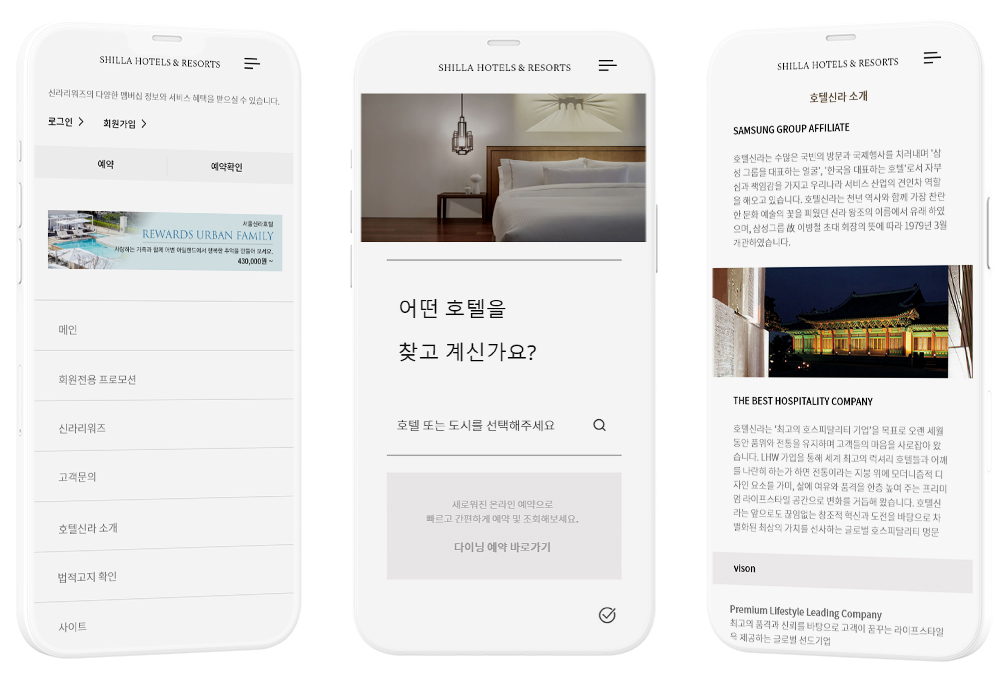 SHILLA HOTELS & RESORTS
신라리워즈의 다양한 멤버십 정보와 서비스 혜택을 받으실 수 있습니다.
로그인 회원가입
예약 예약확인
서울신라호텔
REWARDS URBAN FAMILY
사랑하는 가족과 함께 어번 아일랜드에서 행복한 추억을 만들어 보세요.
430,000원 ~
메인
회원전용 프로모션
신라리워즈
고객문의
호텔신라 소개
법적고지 확인
사이트
SHILLA HOTELS & RESORTS
어떤 호텔을
찾고 계신가요?
호텔 또는 도시를 선택해주세요
새로워진 온라인 예약으로
빠르고 간편하게 예약 및 조회해보세요.
다이닝 예약 바로가기
SHILLA HOTELS & RESORTS
호텔신라 소개
SAMSUNG GROUP AFFILIATE
호텔신라는 수많은 국빈의 방문과 국제행사를 치러내며 '삼
성 그룹을 대표하는 얼굴', '한국을 대표하는 호텔'로서 자부
심과 책임감을 가지고 우리나라 서비스 산업의 견인차 역할
을 해오고 있습니다. 호텔신라는 천년 역사와 함께 가장 찬란
한 문화 예술의 꽃을 피웠던 신라 왕조의 이름에서 유래 하였
으며, 삼성그룹 故 이병철 초대 회장의 뜻에 따라 1979년 3월
개관하였습니다.
THE BEST HOSPITALITY COMPANY
호텔신라는 '최고의 호스피탈리티 기업'을 목표로 오랜 세월
동안 품위와 전통을 유지하며 고객들의 마음을 사로잡아 왔
습니다. LHW 가입을 통해 세계 최고의 럭셔리 호텔들과 어깨
를 나란히 하는가 하면 전통이라는 지붕 위에 모더니즘적 디
자인 요소를 가미, 삶에 여유와 품격을 한층 높여 주는 프리미
엄 라이프스타일 공간으로 변화를 거듭해 왔습니다. 호텔신
라는 앞으로도 끊임없는 창조적 혁신과 도전을 바탕으로 차
별화된 최상의 가치를 선사하는 글로벌 호스피탈리티 명문
vison
Premium Lifestyle Leading Company
최고의 품격과 신뢰를 바탕으로 고객이 꿈꾸는 라이프스타일
을 제공하는 글로벌 선도기업